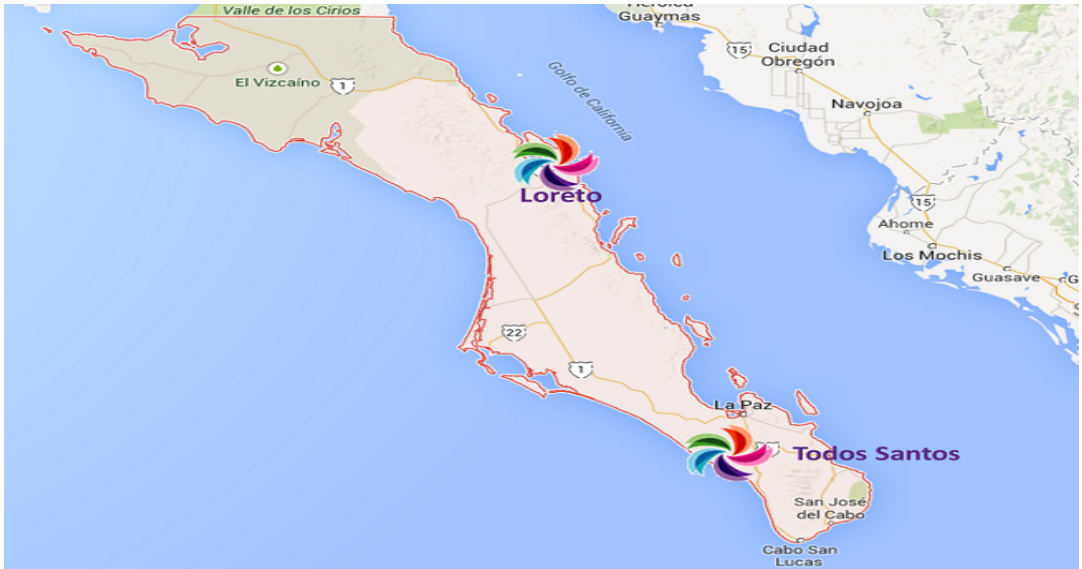 Valle de los Cirios
Heroica
Guaymas
15
Ciudad
Obregón
El Vizcaíno
1
Golfo de California
Navojoa
Loreto
15
Ahome
Los Mochis
Guasave
22
1
La Paz
Todos Santos
San José
del Cabo
Cabo San
Lucas